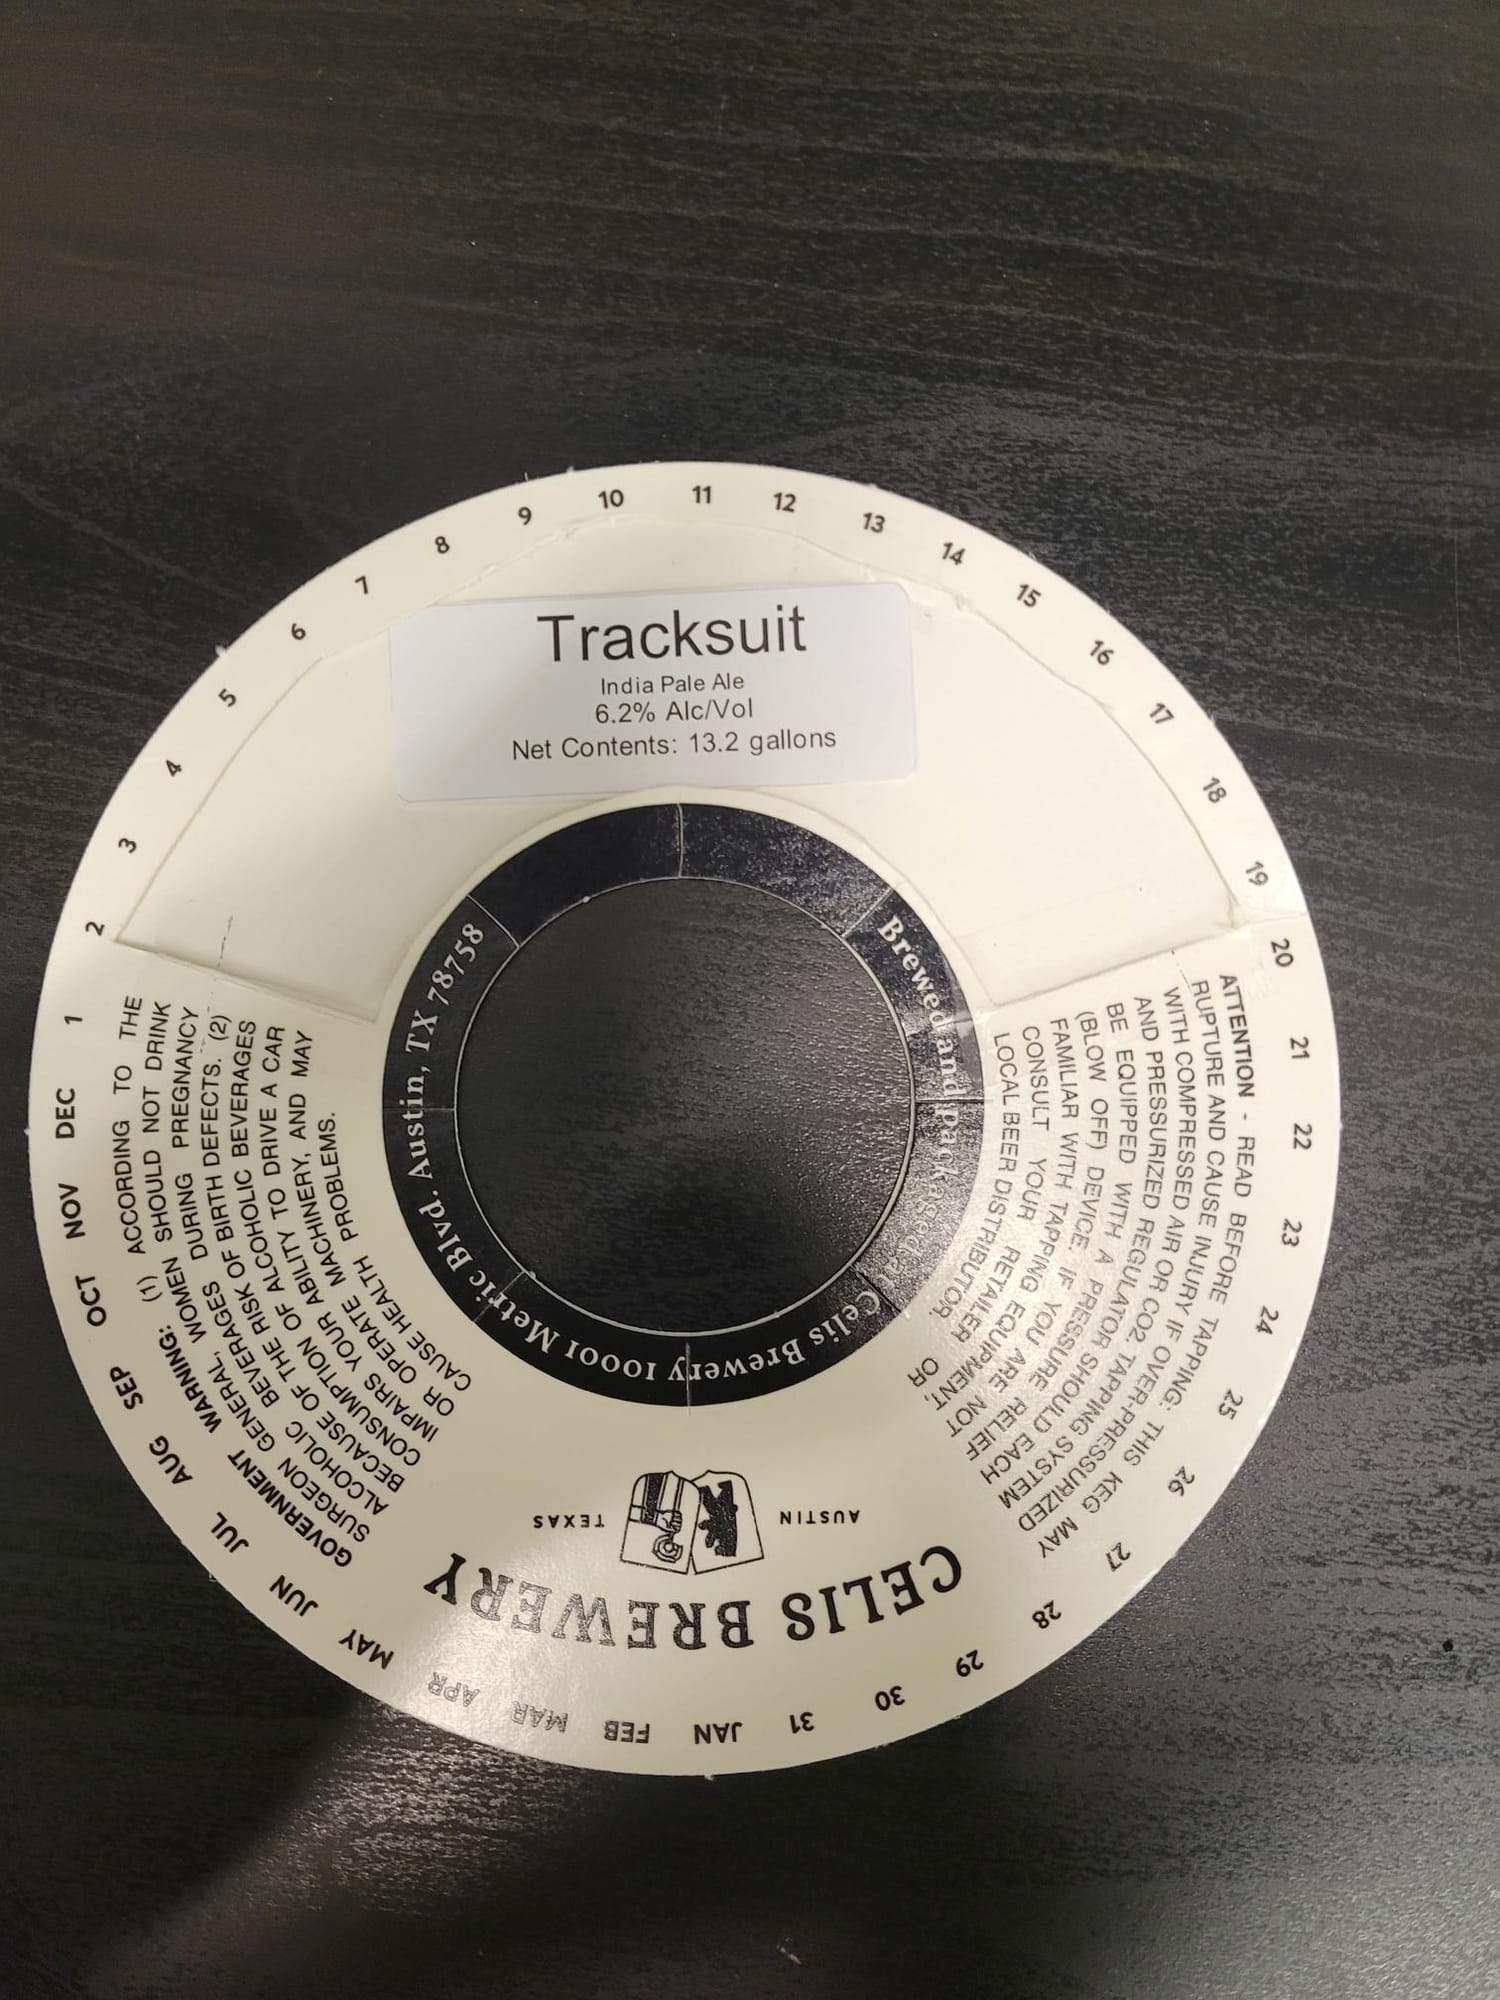 Tracksuit
India Pale Ale
6.2% Alc/Vol
Net Contents: 13.2 gallons
1 2 3 4 5 6 7 8 9 10 11 12 13 14 15 16 17 18 19 20 21 22 23 24 25 26 27 28 29 30 31
JAN FEB MAR APR MAY JUN JUL AUG SEP OCT NOV DEC
Brewed and packaged at Celis Brewery 10001 Metric Blvd. Austin, TX 78758
ATTENTION - READ BEFORE TAPPING: THIS KEG MAY
RUPTURE AND CAUSE INJURY IF OVER-PRESSURIZED
WITH COMPRESSED AIR OR CO2 TAPPING SYSTEM
AND PRESSURIZED REGULATOR SHOULD EACH
BE EQUIPPED WITH A PRESSURE RELIEF
(BLOW OFF) DEVICE. IF YOU ARE NOT
FAMILIAR WITH TAPPING EQUIPMENT,
CONSULT YOUR RETAILER OR
LOCAL BEER DISTRIBUTOR.
CELIS BREWERY
AUSTIN TEXAS
GOVERNMENT WARNING: (1) ACCORDING TO THE
SURGEON GENERAL, WOMEN SHOULD NOT DRINK
ALCOHOLIC BEVERAGES DURING PREGNANCY
BECAUSE OF THE RISK OF BIRTH DEFECTS. (2)
CONSUMPTION OF ALCOHOLIC BEVERAGES
IMPAIRS YOUR ABILITY TO DRIVE A CAR
OR OPERATE MACHINERY, AND MAY
CAUSE HEALTH PROBLEMS.